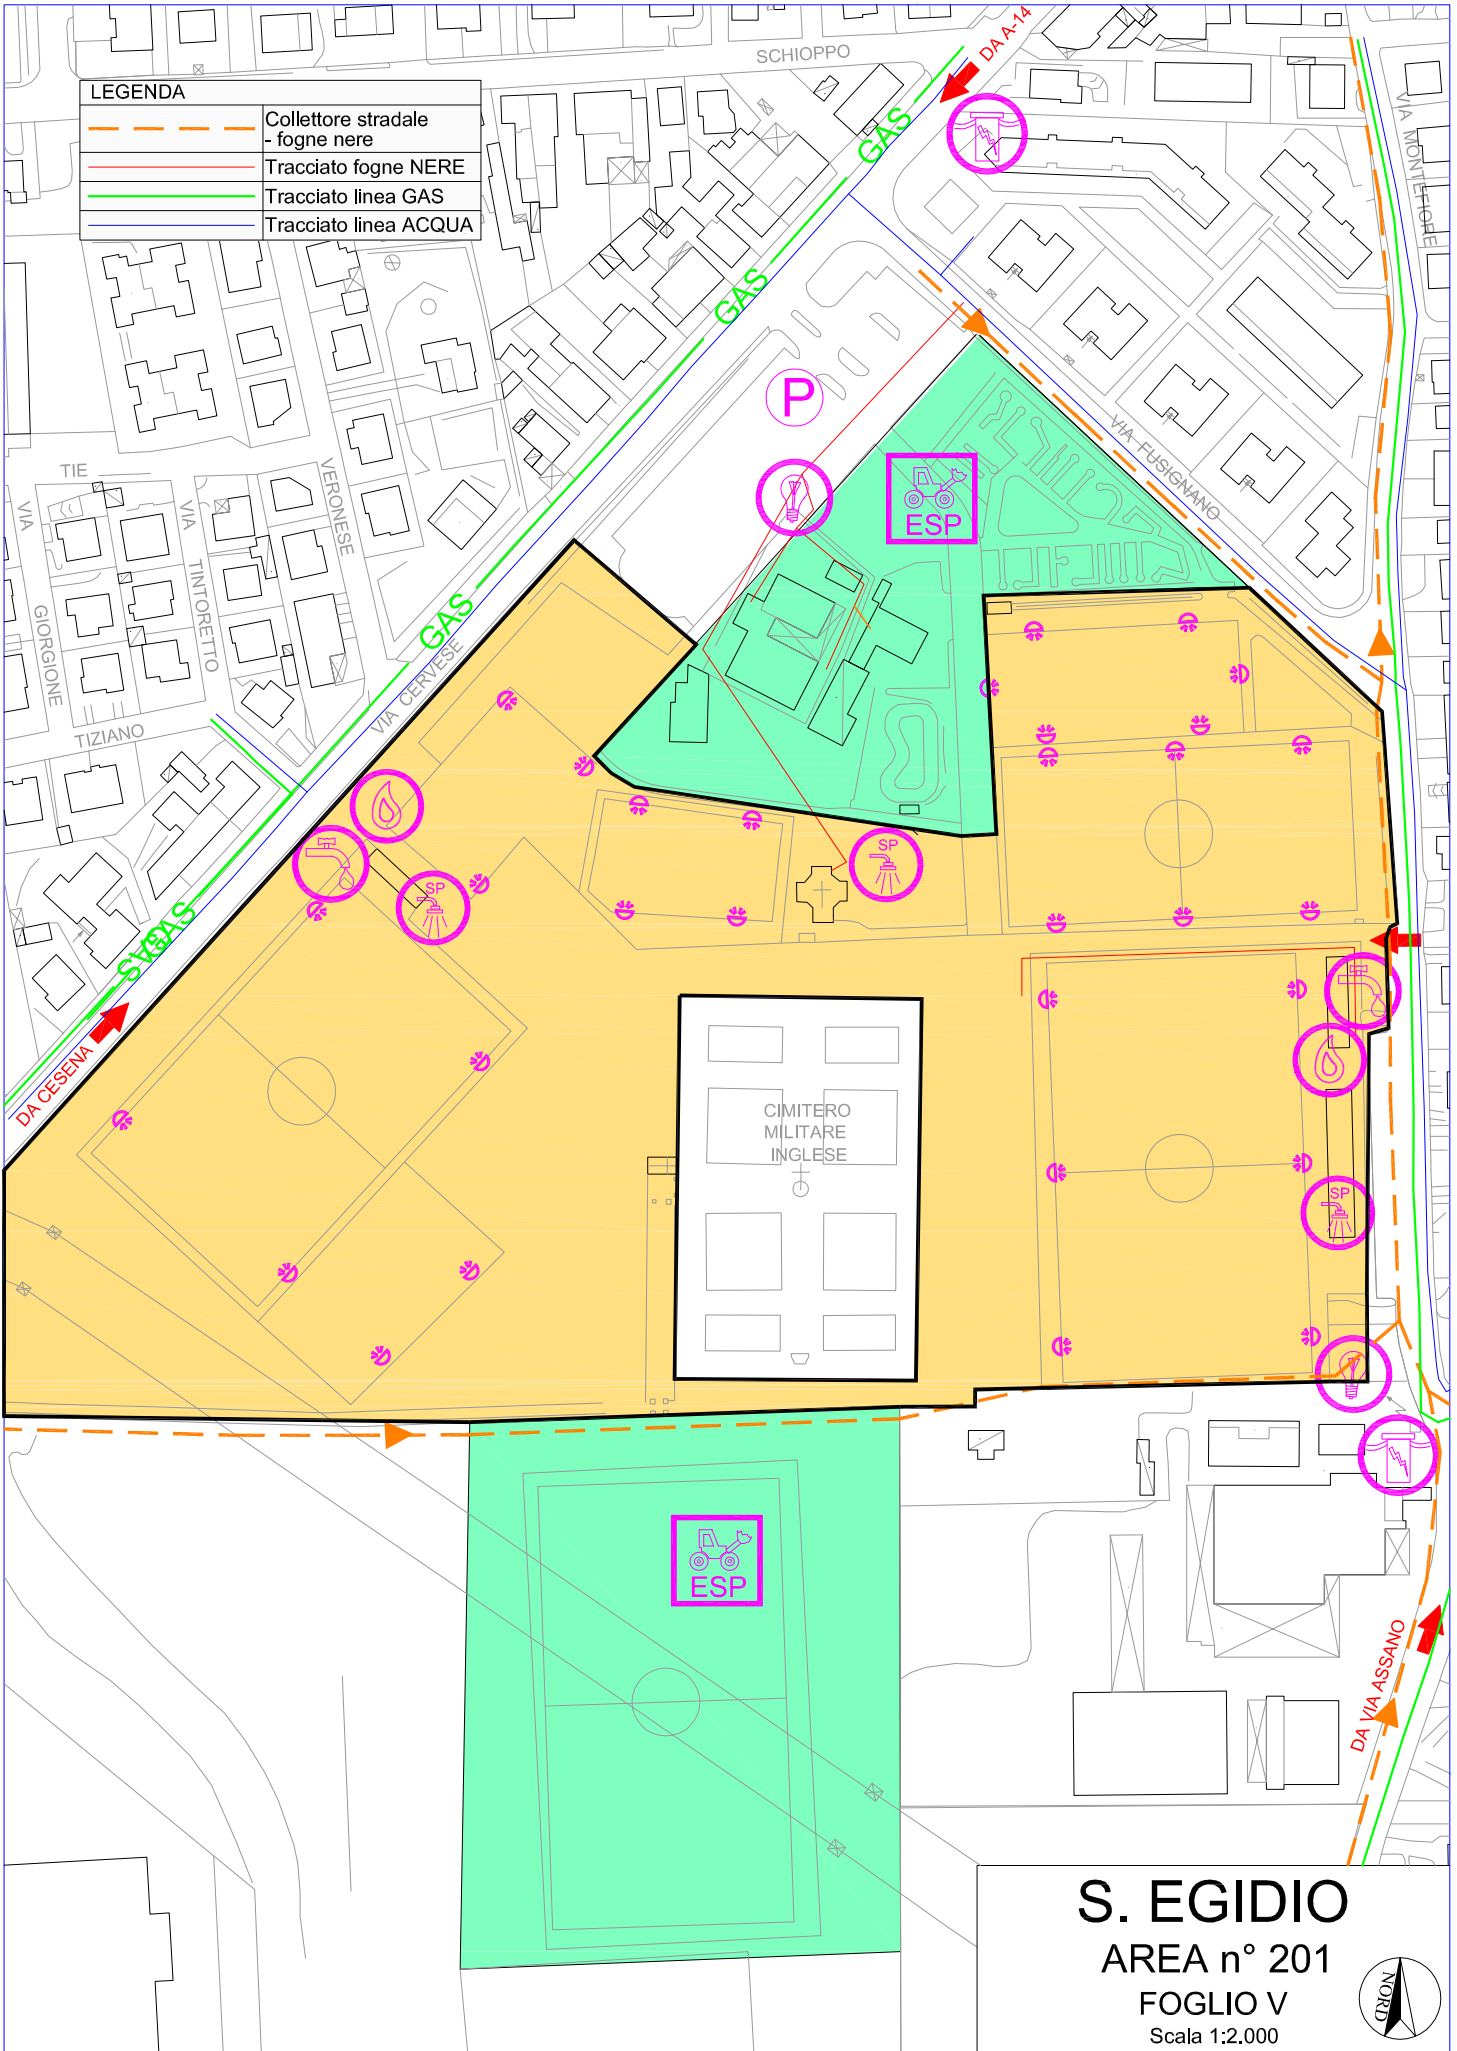 SCHIOPPO
DA A-14
LEGENDA
Collettore stradale
- fogne nere
Tracciato fogne NERE
Tracciato linea GAS
Tracciato linea ACQUA
GAS
VIA MONTEFIORE
GAS
P
VIA FUSIGNANO
TIE
VIA
VIA
VERONESE
ESP
TINTORETTO
GIORGIONE
GAS
VIA CERVESE
TIZIANO
SP
SP
GAS
GAS
DA CESENA
CIMITERO
MILITARE
INGLESE
SP
ESP
DA VIA ASSANO
S. EGIDIO
AREA n° 201
FOGLIO V
Scala 1:2.000
NORD